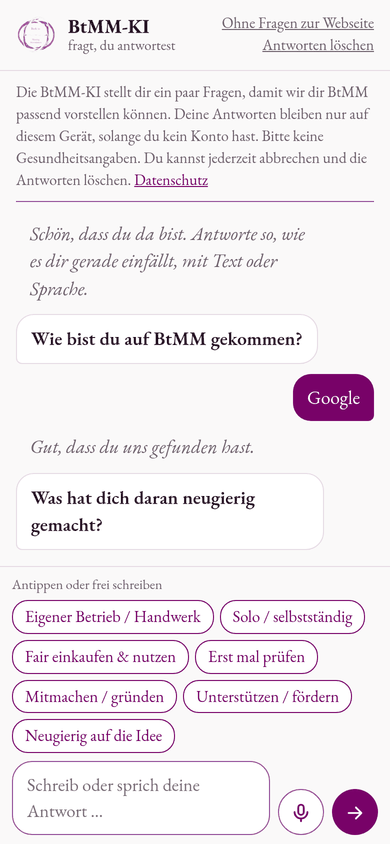 BtMM-KI
fragt, du antwortest
Ohne Fragen zur Webseite
Antworten löschen
Die BtMM-KI stellt dir ein paar Fragen, damit wir dir BtMM
passend vorstellen können. Deine Antworten bleiben nur auf
diesem Gerät, solange du kein Konto hast. Bitte keine
Gesundheitsangaben. Du kannst jederzeit abbrechen und die
Antworten löschen. Datenschutz
Schön, dass du da bist. Antworte so, wie
es dir gerade einfällt, mit Text oder
Sprache.
Wie bist du auf BtMM gekommen?
Google
Gut, dass du uns gefunden hast.
Was hat dich daran neugierig
gemacht?
Antippen oder frei schreiben
Eigener Betrieb / Handwerk
Solo / selbstständig
Fair einkaufen & nutzen
Erst mal prüfen
Mitmachen / gründen
Unterstützen / fördern
Neugierig auf die Idee
Schreib oder sprich deine
Antwort ...